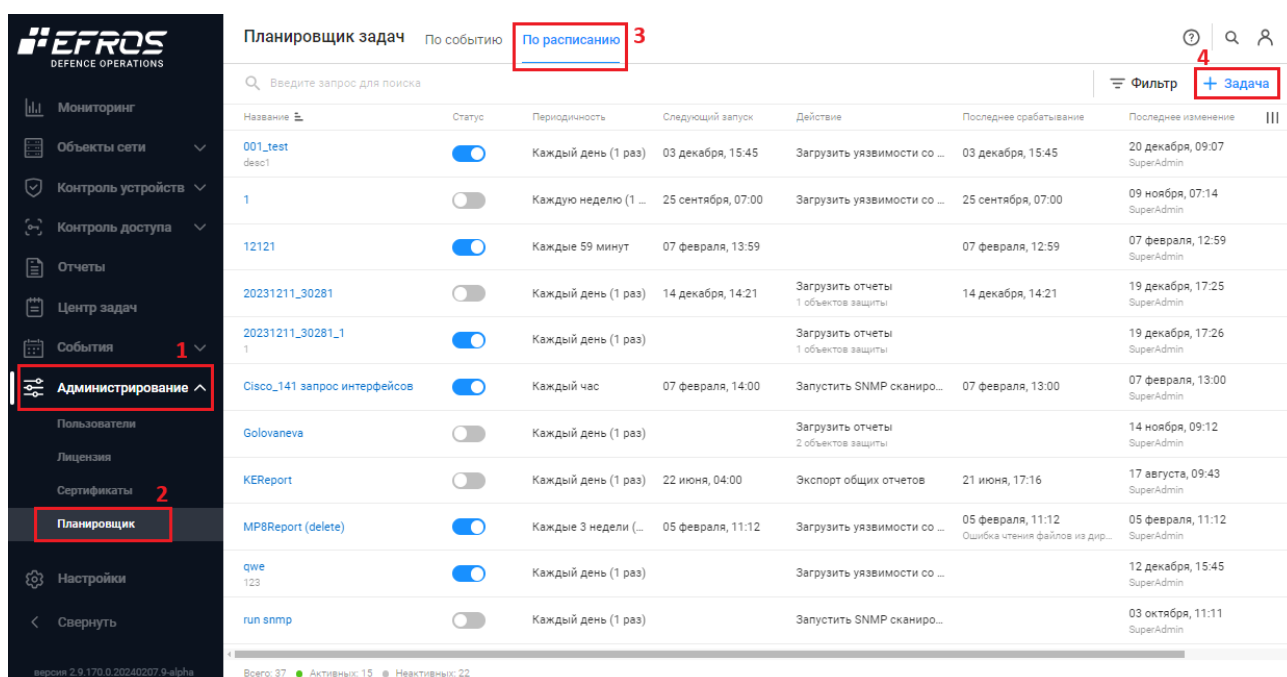 EFROS
DEFENCE OPERATIONS
Мониторинг
Объекты сети
Контроль устройств
Контроль доступа
Отчеты
Центр задач
События
1
Администрирование
Пользователи
Лицензия
Сертификаты
2
Планировщик
Настройки
Свернуть
версия 2.9.170.0.20240207.9-alpha
Планировщик задач По событию По расписанию 3
4
Введите запрос для поиска Фильтр + Задача
Название Статус Периодичность Следующий запуск Действие Последнее срабатывание Последнее изменение
001_test Каждый день (1 раз) 03 декабря, 15:45 Загрузить уязвимости со ... 03 декабря, 15:45 20 декабря, 09:07
desc1 SuperAdmin
1 Каждую неделю (1 ... 25 сентября, 07:00 Загрузить уязвимости со ... 25 сентября, 07:00 09 ноября, 07:14
SuperAdmin
12121 Каждые 59 минут 07 февраля, 13:59 07 февраля, 12:59 07 февраля, 12:59
SuperAdmin
20231211_30281 Каждый день (1 раз) 14 декабря, 14:21 Загрузить отчеты 14 декабря, 14:21 19 декабря, 17:25
1 объектов защиты SuperAdmin
20231211_30281_1 Каждый день (1 раз) Загрузить отчеты 19 декабря, 17:26
1 1 объектов защиты SuperAdmin
Cisco_141 запрос интерфейсов Каждый час 07 февраля, 14:00 Запустить SNMP сканиро... 07 февраля, 13:00 07 февраля, 13:00
SuperAdmin
Golovaneva Каждый день (1 раз) Загрузить отчеты 14 ноября, 09:12
2 объектов защиты SuperAdmin
KEReport Каждый день (1 раз) 22 июня, 04:00 Экспорт общих отчетов 21 июня, 17:16 17 августа, 09:43
SuperAdmin
MP8Report (delete) Каждые 3 недели (... 05 февраля, 11:12 Загрузить уязвимости со ... 05 февраля, 11:12 05 февраля, 11:12
Ошибка чтения файлов из дир... SuperAdmin
qwe Каждый день (1 раз) Загрузить уязвимости со ... 12 декабря, 15:45
123 SuperAdmin
run snmp Каждый день (1 раз) Запустить SNMP сканиро... 03 октября, 11:11
SuperAdmin
Всего: 37 Активных: 15 Неактивных: 22